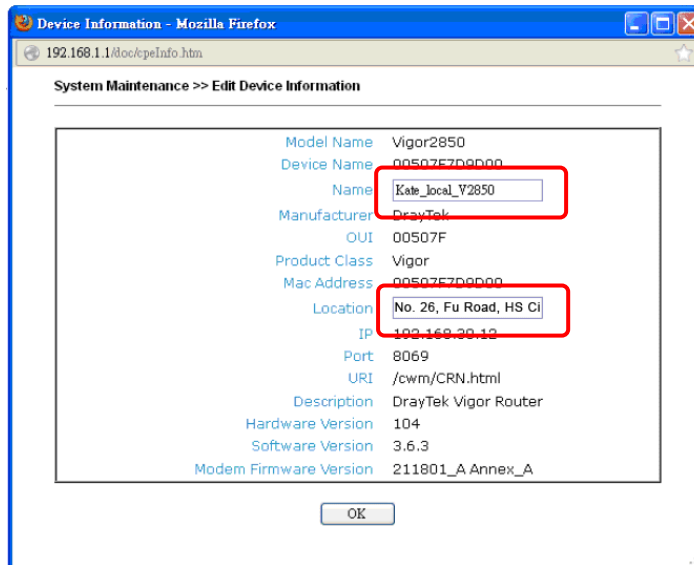 Device Information - Mozilla Firefox
192.168.1.1/doc/cpeInfo.htm
System Maintenance >> Edit Device Information
Model Name Vigor2850
Device Name 00507F7D9D00
Name Kate_local_V2850
Manufacturer DrayTek
OUI 00507F
Product Class Vigor
Mac Address 00507F7D9D00
Location No. 26, Fu Road, HS Ci
IP 192.168.30.12
Port 8069
URI /cwm/CRN.html
Description DrayTek Vigor Router
Hardware Version 104
Software Version 3.6.3
Modem Firmware Version 211801_A Annex_A
OK